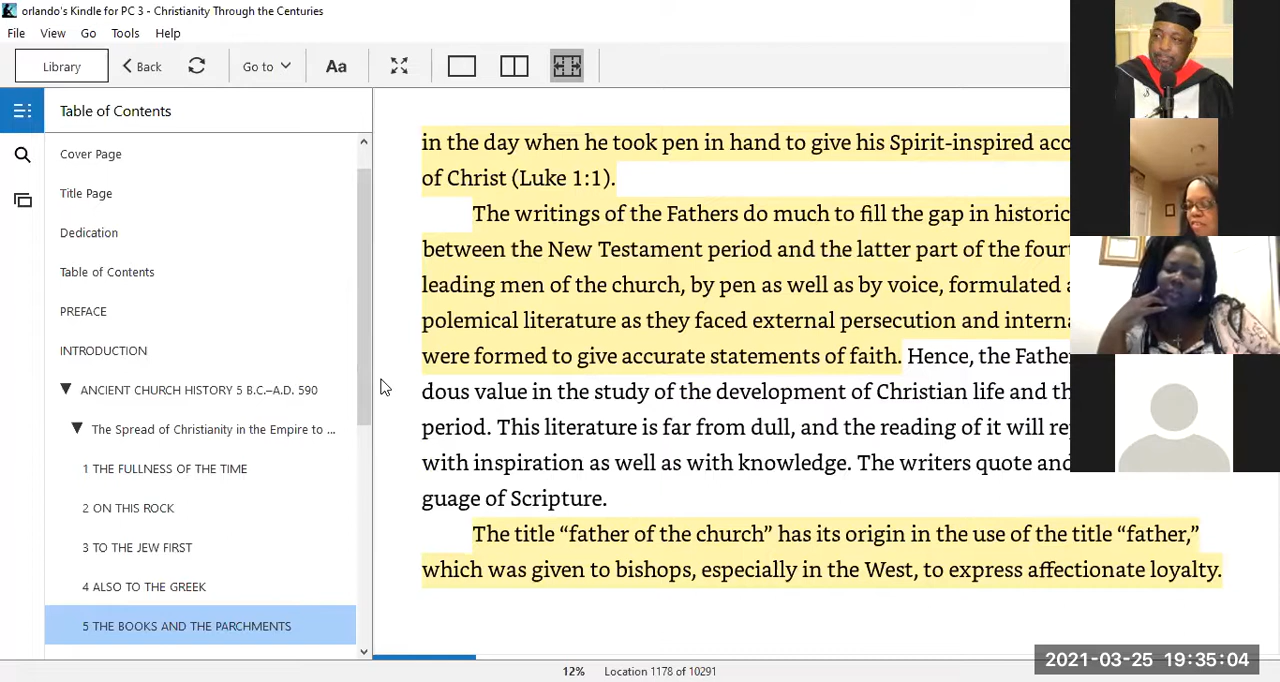 orlando's Kindle for PC 3 - Christianity Through the Centuries
File View Go Tools Help
Library Back Go to Aa
Table of Contents
Cover Page
Title Page
Dedication
Table of Contents
PREFACE
INTRODUCTION
ANCIENT CHURCH HISTORY 5 B.C.–A.D. 590
The Spread of Christianity in the Empire to ...
1 THE FULLNESS OF THE TIME
2 ON THIS ROCK
3 TO THE JEW FIRST
4 ALSO TO THE GREEK
5 THE BOOKS AND THE PARCHMENTS
in the day when he took pen in hand to give his Spirit-inspired acc
of Christ (Luke 1:1).
The writings of the Fathers do much to fill the gap in historic
between the New Testament period and the latter part of the fourt
leading men of the church, by pen as well as by voice, formulated
polemical literature as they faced external persecution and interna
were formed to give accurate statements of faith. Hence, the Father
dous value in the study of the development of Christian life and th
period. This literature is far from dull, and the reading of it will rep
with inspiration as well as with knowledge. The writers quote and
guage of Scripture.
The title “father of the church” has its origin in the use of the title “father,”
which was given to bishops, especially in the West, to express affectionate loyalty.
12% Location 1178 of 10291
2021-03-25 19:35:04